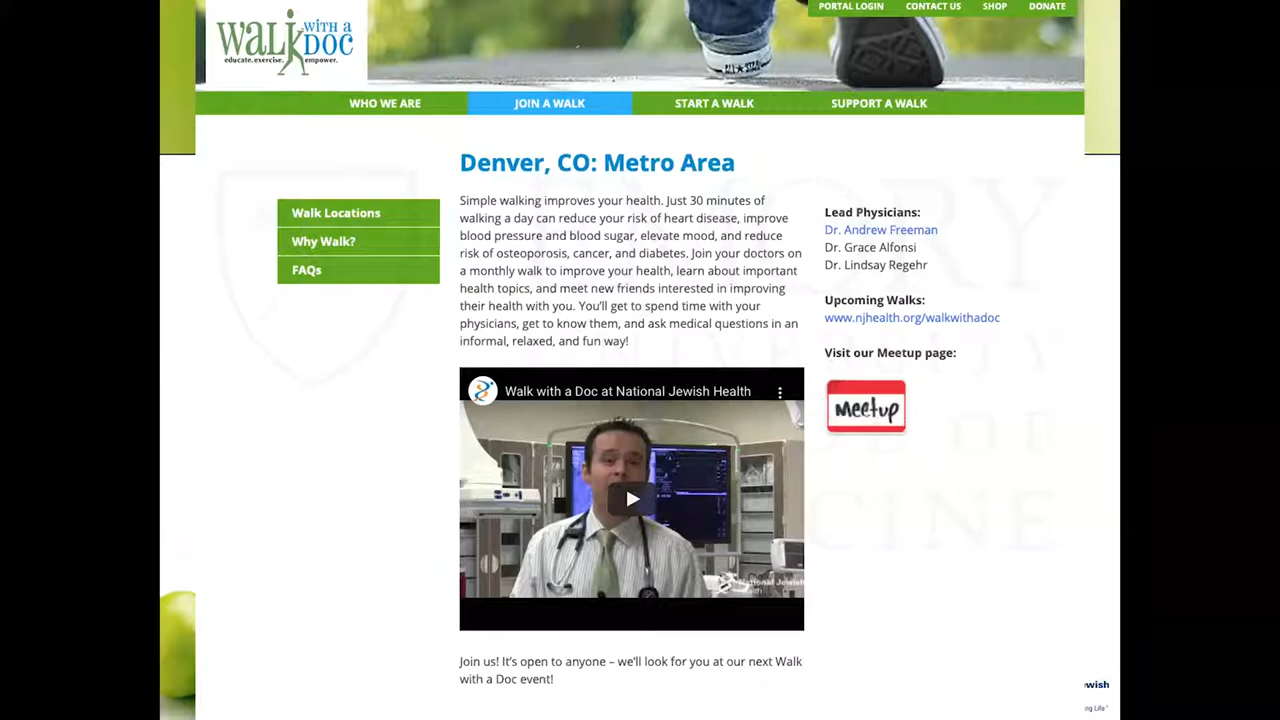 PORTAL LOGIN CONTACT US SHOP DONATE
WALK WITH A DOC
educate.exercise. empower.
ALL★STAR
WHO WE ARE JOIN A WALK START A WALK SUPPORT A WALK
Denver, CO: Metro Area
Walk Locations
Why Walk?
FAQs
Simple walking improves your health. Just 30 minutes of
walking a day can reduce your risk of heart disease, improve
blood pressure and blood sugar, elevate mood, and reduce
risk of osteoporosis, cancer, and diabetes. Join your doctors on
a monthly walk to improve your health, learn about important
health topics, and meet new friends interested in improving
their health with you. You’ll get to spend time with your
physicians, get to know them, and ask medical questions in an
informal, relaxed, and fun way!
Walk with a Doc at National Jewish Health
National Jewish
Health
Join us! It’s open to anyone – we’ll look for you at our next Walk
with a Doc event!
Lead Physicians:
Dr. Andrew Freeman
Dr. Grace Alfonsi
Dr. Lindsay Regehr
Upcoming Walks:
www.njhealth.org/walkwithadoc
Visit our Meetup page:
Meetup
EMORY
UNIVERSITY